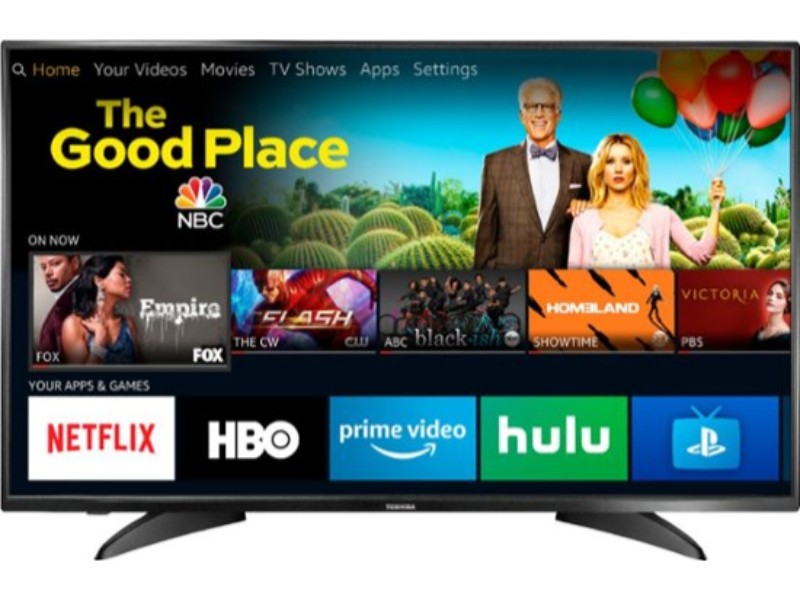 Home Your Videos Movies TV Shows Apps Settings
The
Good Place
NBC
ON NOW
Empire
FOX
FOX
FLASH
THE CW
CW
black-ish
ABC
abc
HOMELAND
SHOWTIME
VICTORIA
PBS
YOUR APPS & GAMES
NETFLIX
HBO
prime video
hulu
TOSHIBA